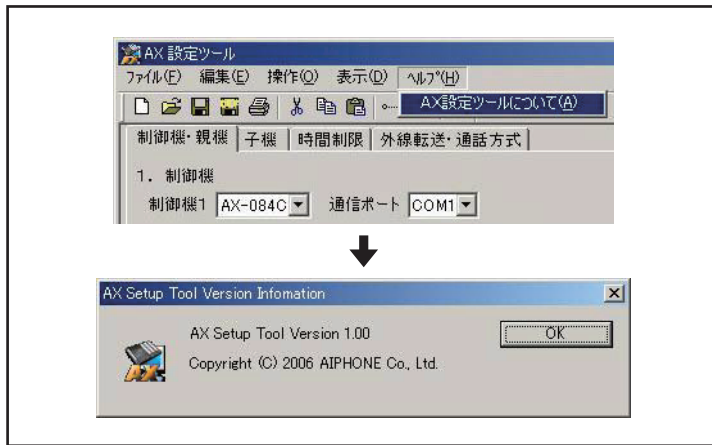 AX 設定ツール
ファイル(F) 編集(E) 操作(O) 表示(D) ヘルプ(H)
AX設定ツールについて(A)
制御機・親機 子機 時間制限 外線転送・通話方式
1. 制御機
制御機1 AX-084C 通信ポート COM1
AX Setup Tool Version Infomation
AX Setup Tool Version 1.00
OK
Copyright (C) 2006 AIPHONE Co., Ltd.
AX